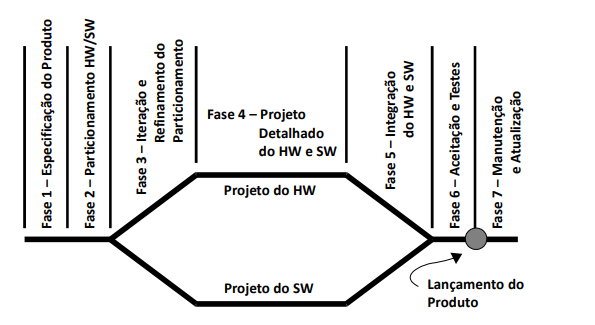 Fase 1 – Especificação do Produto
Fase 2 – Particionamento HW/SW
Fase 3 – Iteração e
Refinamento do
Particionamento
Fase 4 – Projeto
Detalhado
do HW e SW
Fase 5 – Integração
do HW e SW
Fase 6 – Aceitação e Testes
Fase 7 – Manutenção
e Atualização
Projeto do HW
Projeto do SW
Lançamento do
Produto